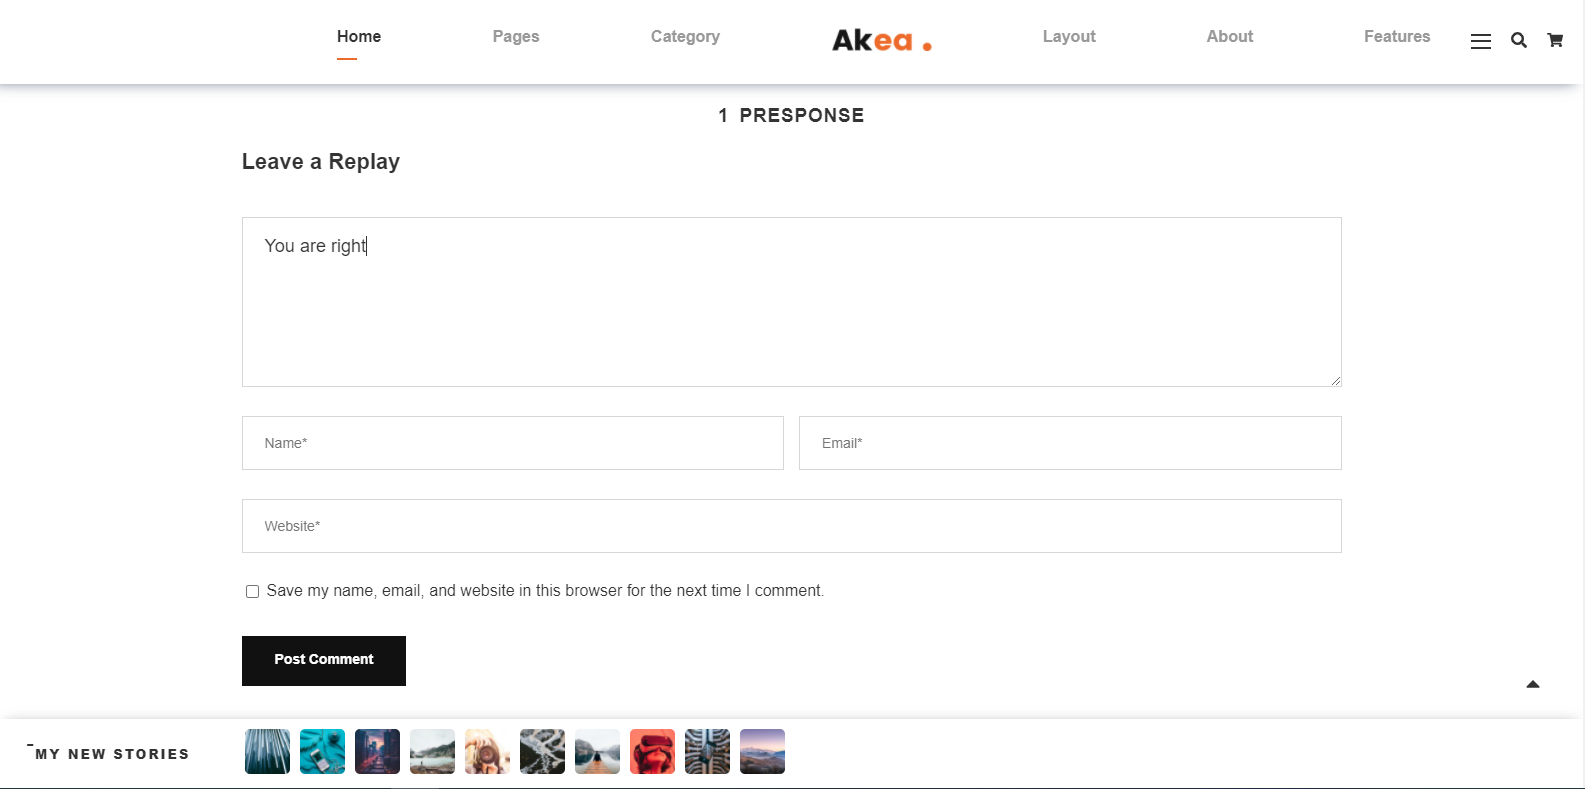 Home Pages Category Akea . Layout About Features
1 PRESPONSE
Leave a Replay
You are right
Name* Email*
Website*
Save my name, email, and website in this browser for the next time I comment.
Post Comment
MY NEW STORIES